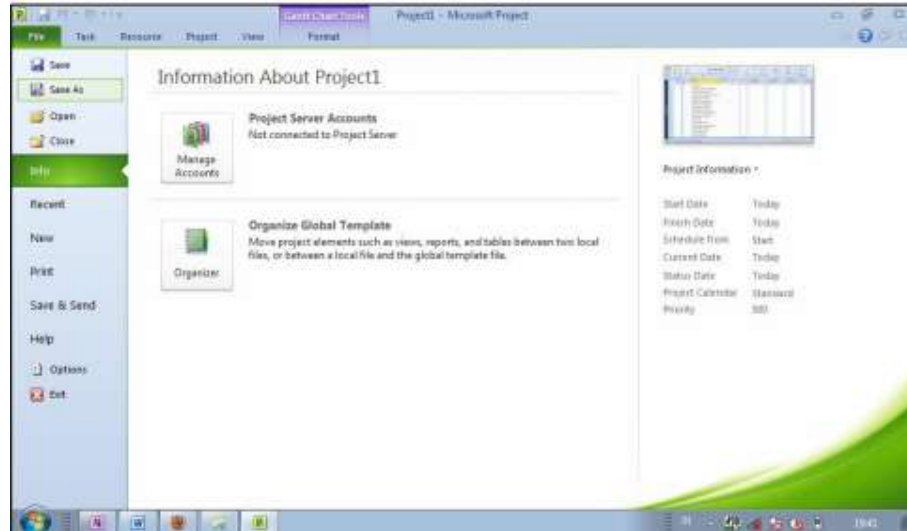 Gantt Chart Tools
Project1 - Microsoft Project
File Task Resource Project View Format
Save
Save As
Open
Close
Info
Recent
New
Print
Save & Send
Help
Options
Exit
Information About Project1
Manage Accounts
Project Server Accounts
Not connected to Project Server
Organizer
Organize Global Template
Move project elements such as views, reports, and tables between two local
files, or between a local file and the global template file.
Project Information
Start Date Today
Finish Date Today
Schedule from Start
Current Date Today
Status Date Today
Project Calendar Standard
Priority 500